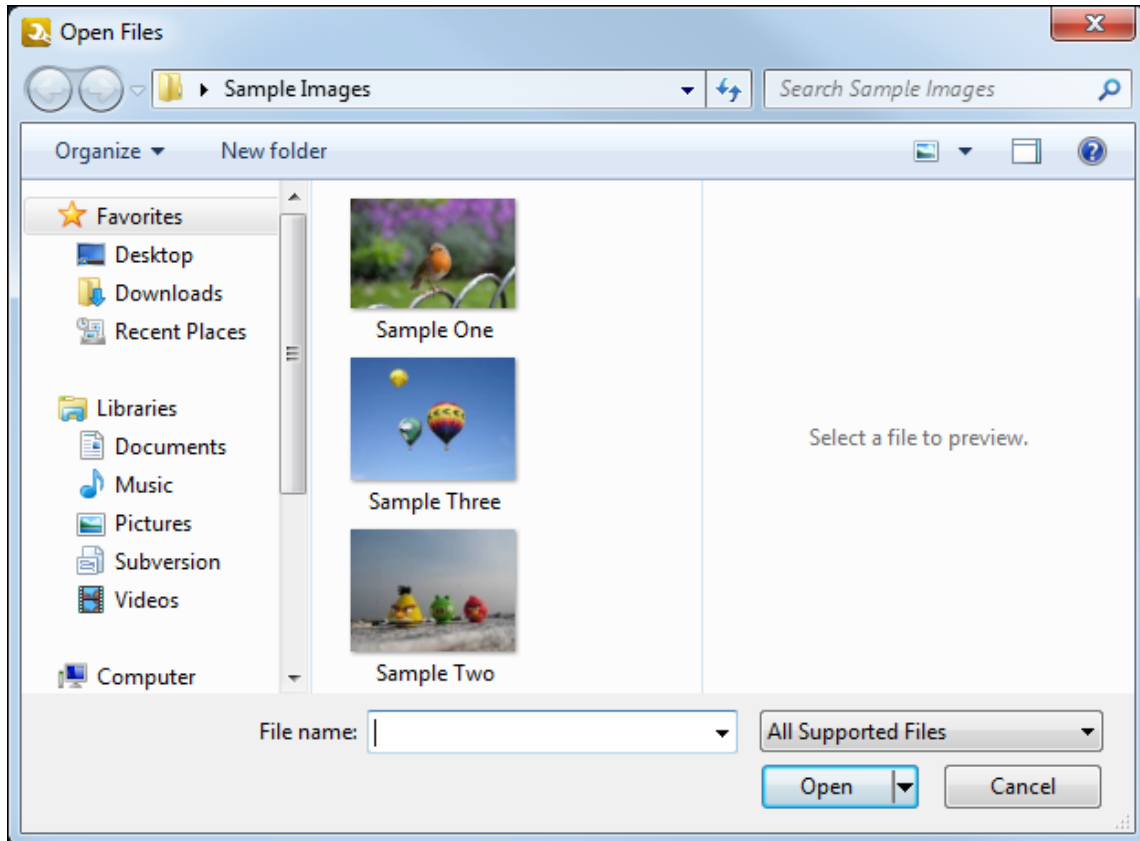 Open Files
Sample Images
Search Sample Images
Organize
New folder
Favorites
Desktop
Downloads
Recent Places
Libraries
Documents
Music
Pictures
Subversion
Videos
Computer
Sample One
Sample Three
Sample Two
Select a file to preview.
File name:
All Supported Files
Open
Cancel